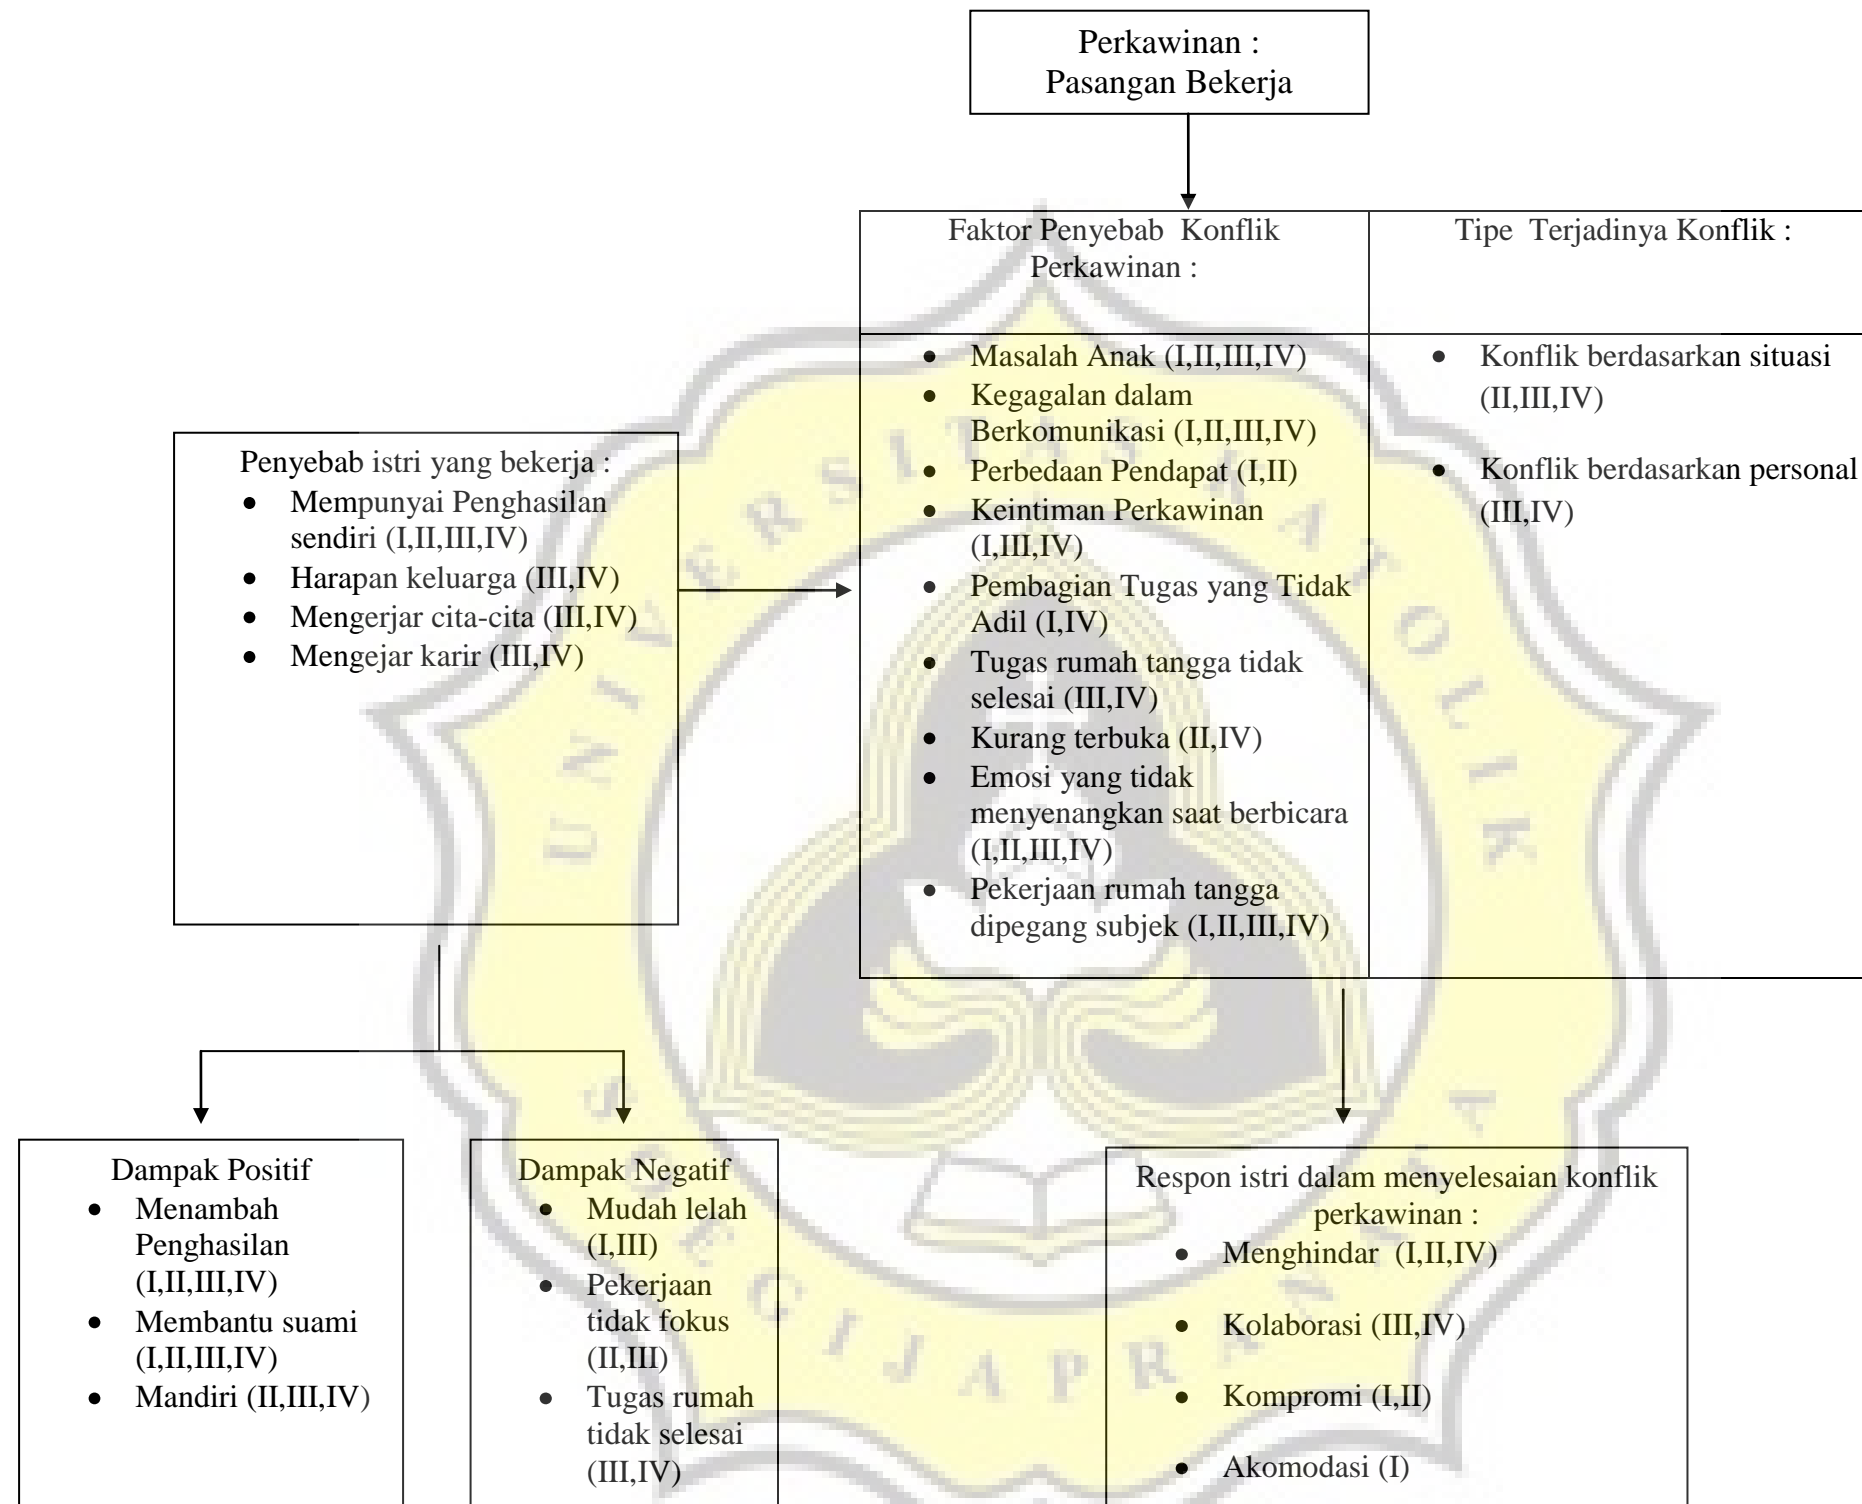 Perkawinan :
Pasangan Bekerja
Faktor Penyebab Konflik
Perkawinan :
Tipe Terjadinya Konflik :
• Masalah Anak (I,II,III,IV)
• Kegagalan dalam
Berkomunikasi (I,II,III,IV)
• Perbedaan Pendapat (I,II)
• Keintiman Perkawinan
(I,III,IV)
• Pembagian Tugas yang Tidak
Adil (I,IV)
• Tugas rumah tangga tidak
selesai (III,IV)
• Kurang terbuka (II,IV)
• Emosi yang tidak
menyenangkan saat berbicara
(I,II,III,IV)
• Pekerjaan rumah tangga
dipegang subjek (I,II,III,IV)
• Konflik berdasarkan situasi
(II,III,IV)
• Konflik berdasarkan personal
(III,IV)
Penyebab istri yang bekerja :
• Mempunyai Penghasilan
sendiri (I,II,III,IV)
• Harapan keluarga (III,IV)
• Mengerjar cita-cita (III,IV)
• Mengejar karir (III,IV)
Dampak Positif
• Menambah
Penghasilan
(I,II,III,IV)
• Membantu suami
(I,II,III,IV)
• Mandiri (II,III,IV)
Dampak Negatif
• Mudah lelah
(I,III)
• Pekerjaan
tidak fokus
(II,III)
• Tugas rumah
tidak selesai
(III,IV)
Respon istri dalam menyelesaian konflik
perkawinan :
• Menghindar (I,II,IV)
• Kolaborasi (III,IV)
• Kompromi (I,II)
• Akomodasi (I)
UNIVERSITAS KATOLIK
SOEGIJAPRANATA